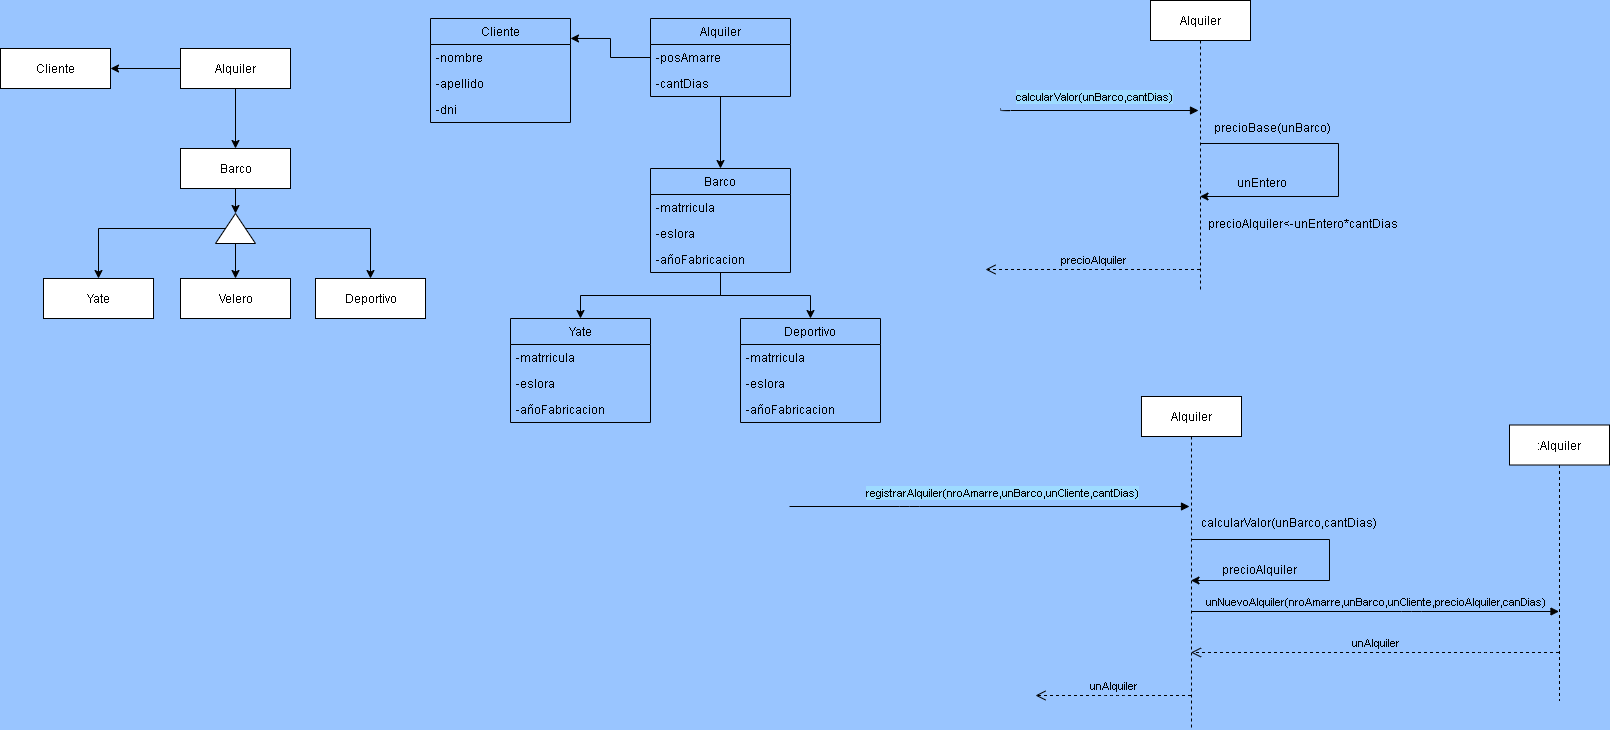 Cliente
Alquiler
Barco
Yate
Velero
Deportivo
Cliente
-nombre
-apellido
-dni
Alquiler
-posAmarre
-cantDias
Barco
-matrricula
-eslora
-añoFabricacion
Yate
-matrricula
-eslora
-añoFabricacion
Deportivo
-matrricula
-eslora
-añoFabricacion
Alquiler
calcularValor(unBarco,cantDias)
precioBase(unBarco)
unEntero
precioAlquiler<-unEntero*cantDias
precioAlquiler
Alquiler
:Alquiler
registrarAlquiler(nroAmarre,unBarco,unCliente,cantDias)
calcularValor(unBarco,cantDias)
precioAlquiler
unNuevoAlquiler(nroAmarre,unBarco,unCliente,precioAlquiler,canDias)
unAlquiler
unAlquiler